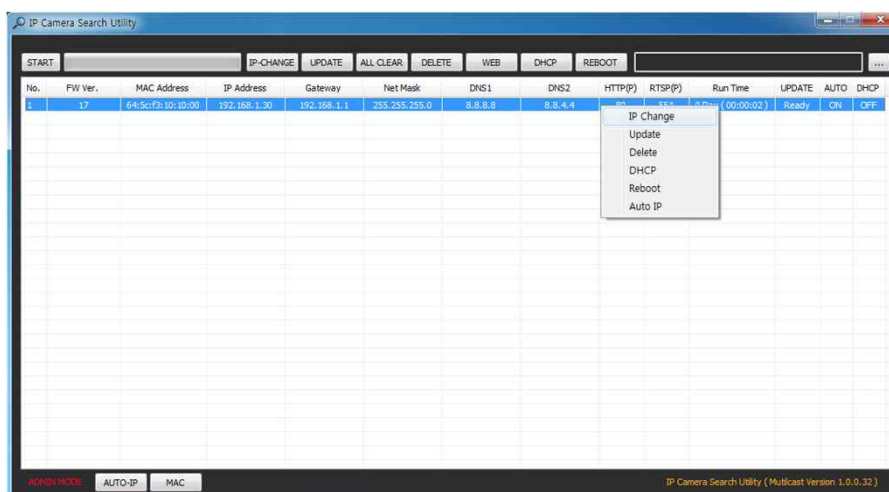 IP Camera Search Utility
START IP-CHANGE UPDATE ALL CLEAR DELETE WEB DHCP REBOOT ...
No. FW Ver. MAC Address IP Address Gateway Net Mask DNS1 DNS2 HTTP(P) RTSP(P) Run Time UPDATE AUTO DHCP
1 17 64:5c:f3:10:10:00 192.168.1.30 192.168.1.1 255.255.255.0 8.8.8.8 8.8.4.4 ( 00:00:02 ) Ready ON OFF
IP Change
Update
Delete
DHCP
Reboot
Auto IP
ADMIN MODE AUTO-IP MAC IP Camera Search Utility ( Mutilcast Version 1.0.0.32 )